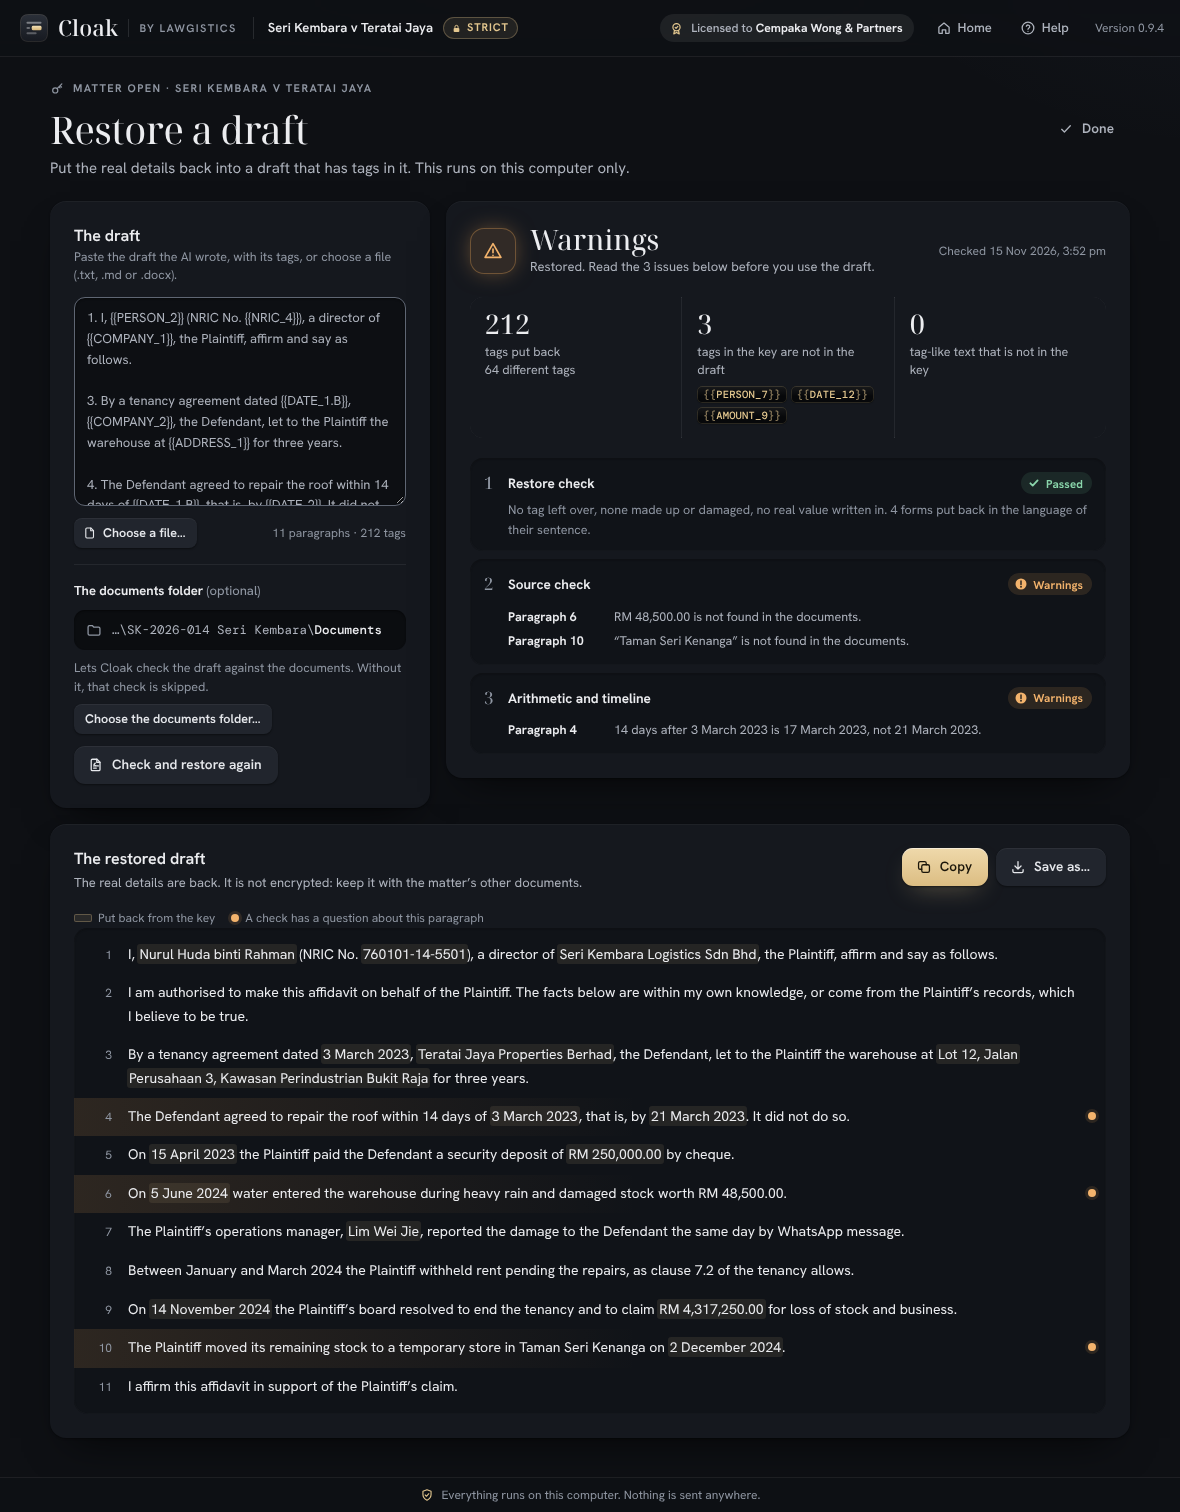 Cloak BY LAWGISTICS Seri Kembara v Teratai Jaya STRICT Licensed to Cempaka Wong & Partners Home Help Version 0.9.4
MATTER OPEN · SERI KEMBARA V TERATAI JAYA
Restore a draft
Done
Put the real details back into a draft that has tags in it. This runs on this computer only.
The draft
Paste the draft the AI wrote, with its tags, or choose a file
(.txt, .md or .docx).
1. I, {{PERSON_2}} (NRIC No. {{NRIC_4}}), a director of
{{COMPANY_1}}, the Plaintiff, affirm and say as
follows.
3. By a tenancy agreement dated {{DATE_1.B}},
{{COMPANY_2}}, the Defendant, let to the Plaintiff the
warehouse at {{ADDRESS_1}} for three years.
4. The Defendant agreed to repair the roof within 14
days of {{DATE_1.B}}, that is, by {{DATE_2}}. It did not
Choose a file…
11 paragraphs · 212 tags
The documents folder (optional)
…\SK-2026-014 Seri Kembara\Documents
Lets Cloak check the draft against the documents. Without
it, that check is skipped.
Choose the documents folder…
Check and restore again
Warnings
Restored. Read the 3 issues below before you use the draft.
Checked 15 Nov 2026, 3:52 pm
212
tags put back
64 different tags
3
tags in the key are not in the
draft
{{PERSON_7}} {{DATE_12}}
{{AMOUNT_9}}
0
tag-like text that is not in the
key
1 Restore check Passed
No tag left over, none made up or damaged, no real value written in. 4 forms put back in the language of
their sentence.
2 Source check Warnings
Paragraph 6 RM 48,500.00 is not found in the documents.
Paragraph 10 “Taman Seri Kenanga” is not found in the documents.
3 Arithmetic and timeline Warnings
Paragraph 4 14 days after 3 March 2023 is 17 March 2023, not 21 March 2023.
The restored draft
The real details are back. It is not encrypted: keep it with the matter’s other documents.
Copy Save as…
Put back from the key A check has a question about this paragraph
1 I, Nurul Huda binti Rahman (NRIC No. 760101-14-5501), a director of Seri Kembara Logistics Sdn Bhd, the Plaintiff, affirm and say as follows.
2 I am authorised to make this affidavit on behalf of the Plaintiff. The facts below are within my own knowledge, or come from the Plaintiff’s records, which
I believe to be true.
3 By a tenancy agreement dated 3 March 2023, Teratai Jaya Properties Berhad, the Defendant, let to the Plaintiff the warehouse at Lot 12, Jalan
Perusahaan 3, Kawasan Perindustrian Bukit Raja for three years.
4 The Defendant agreed to repair the roof within 14 days of 3 March 2023, that is, by 21 March 2023. It did not do so.
5 On 15 April 2023 the Plaintiff paid the Defendant a security deposit of RM 250,000.00 by cheque.
6 On 5 June 2024 water entered the warehouse during heavy rain and damaged stock worth RM 48,500.00.
7 The Plaintiff’s operations manager, Lim Wei Jie, reported the damage to the Defendant the same day by WhatsApp message.
8 Between January and March 2024 the Plaintiff withheld rent pending the repairs, as clause 7.2 of the tenancy allows.
9 On 14 November 2024 the Plaintiff’s board resolved to end the tenancy and to claim RM 4,317,250.00 for loss of stock and business.
10 The Plaintiff moved its remaining stock to a temporary store in Taman Seri Kenanga on 2 December 2024.
11 I affirm this affidavit in support of the Plaintiff’s claim.
Everything runs on this computer. Nothing is sent anywhere.